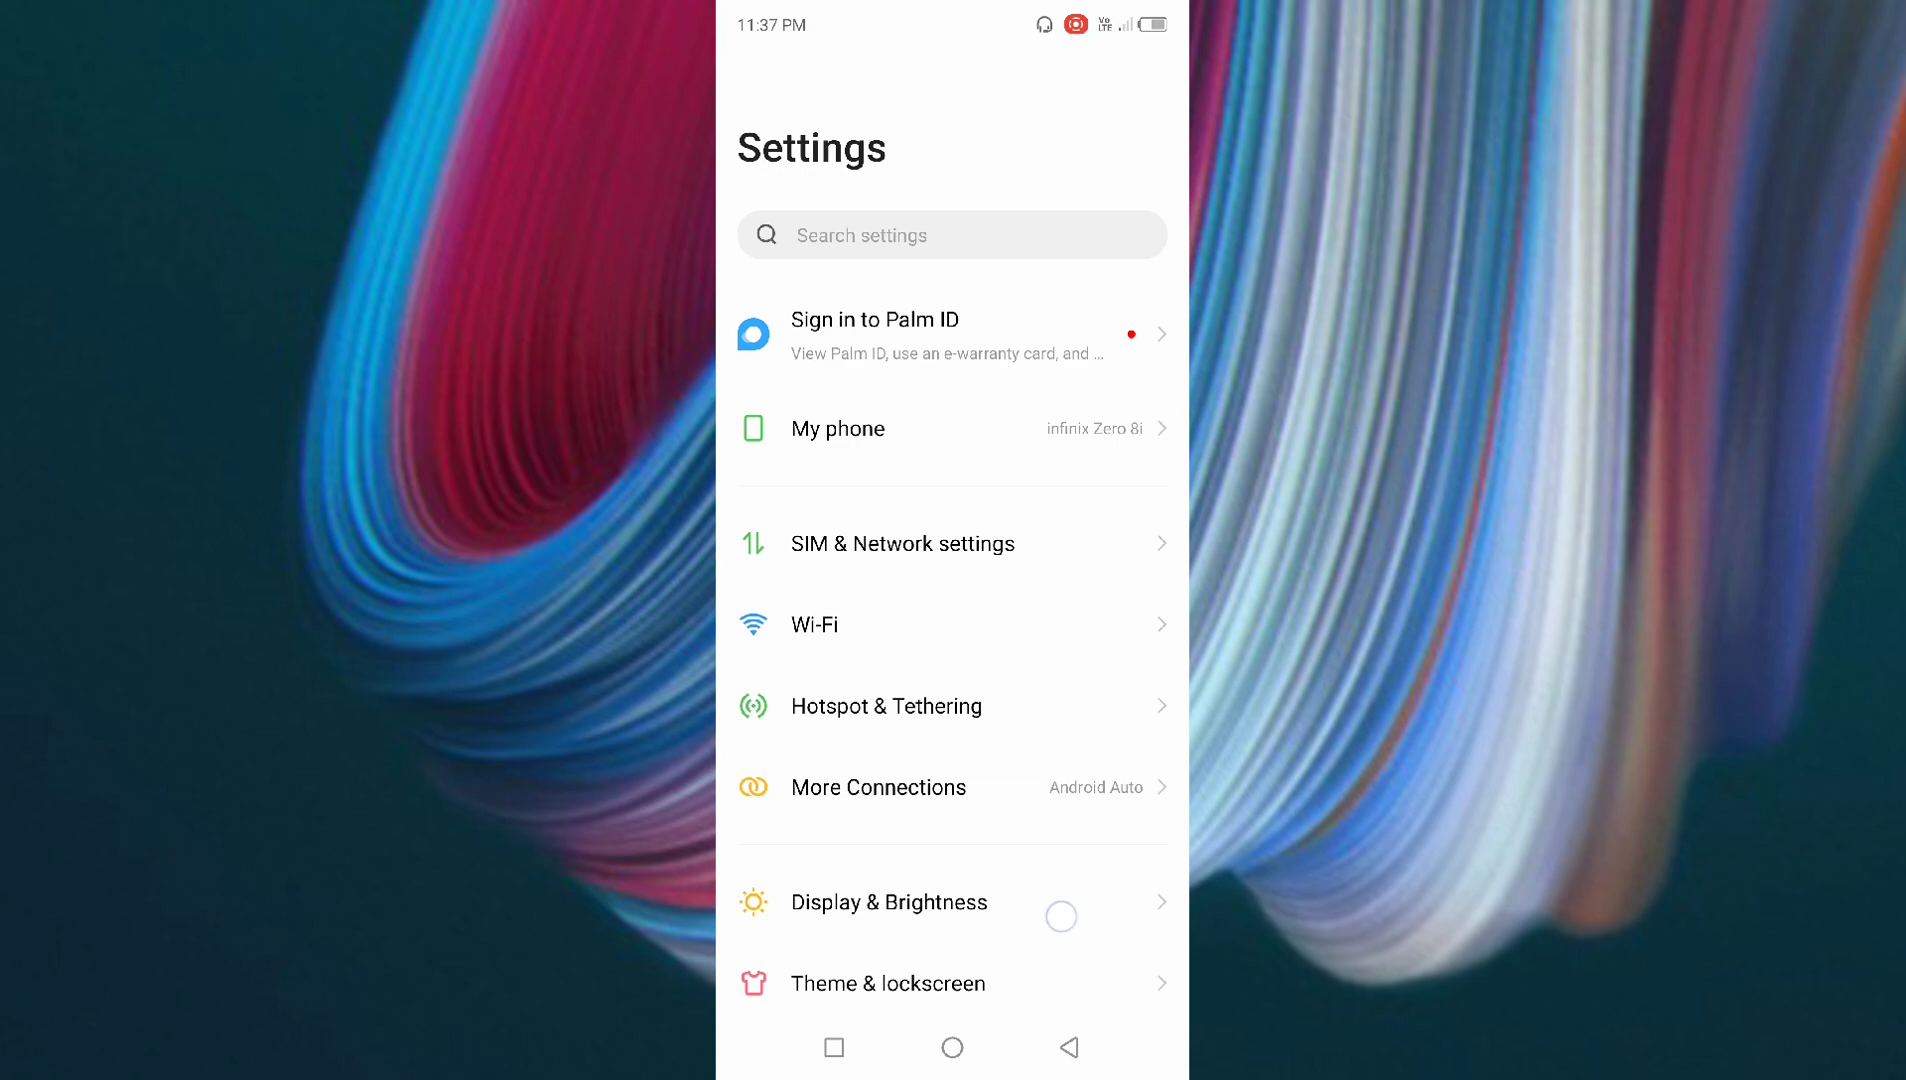 11:37 PM
Vo
LTE
Settings
Search settings
Sign in to Palm ID
View Palm ID, use an e-warranty card, and ...
My phone
infinix Zero 8i
SIM & Network settings
Wi-Fi
Hotspot & Tethering
More Connections
Android Auto
Display & Brightness
Theme & lockscreen